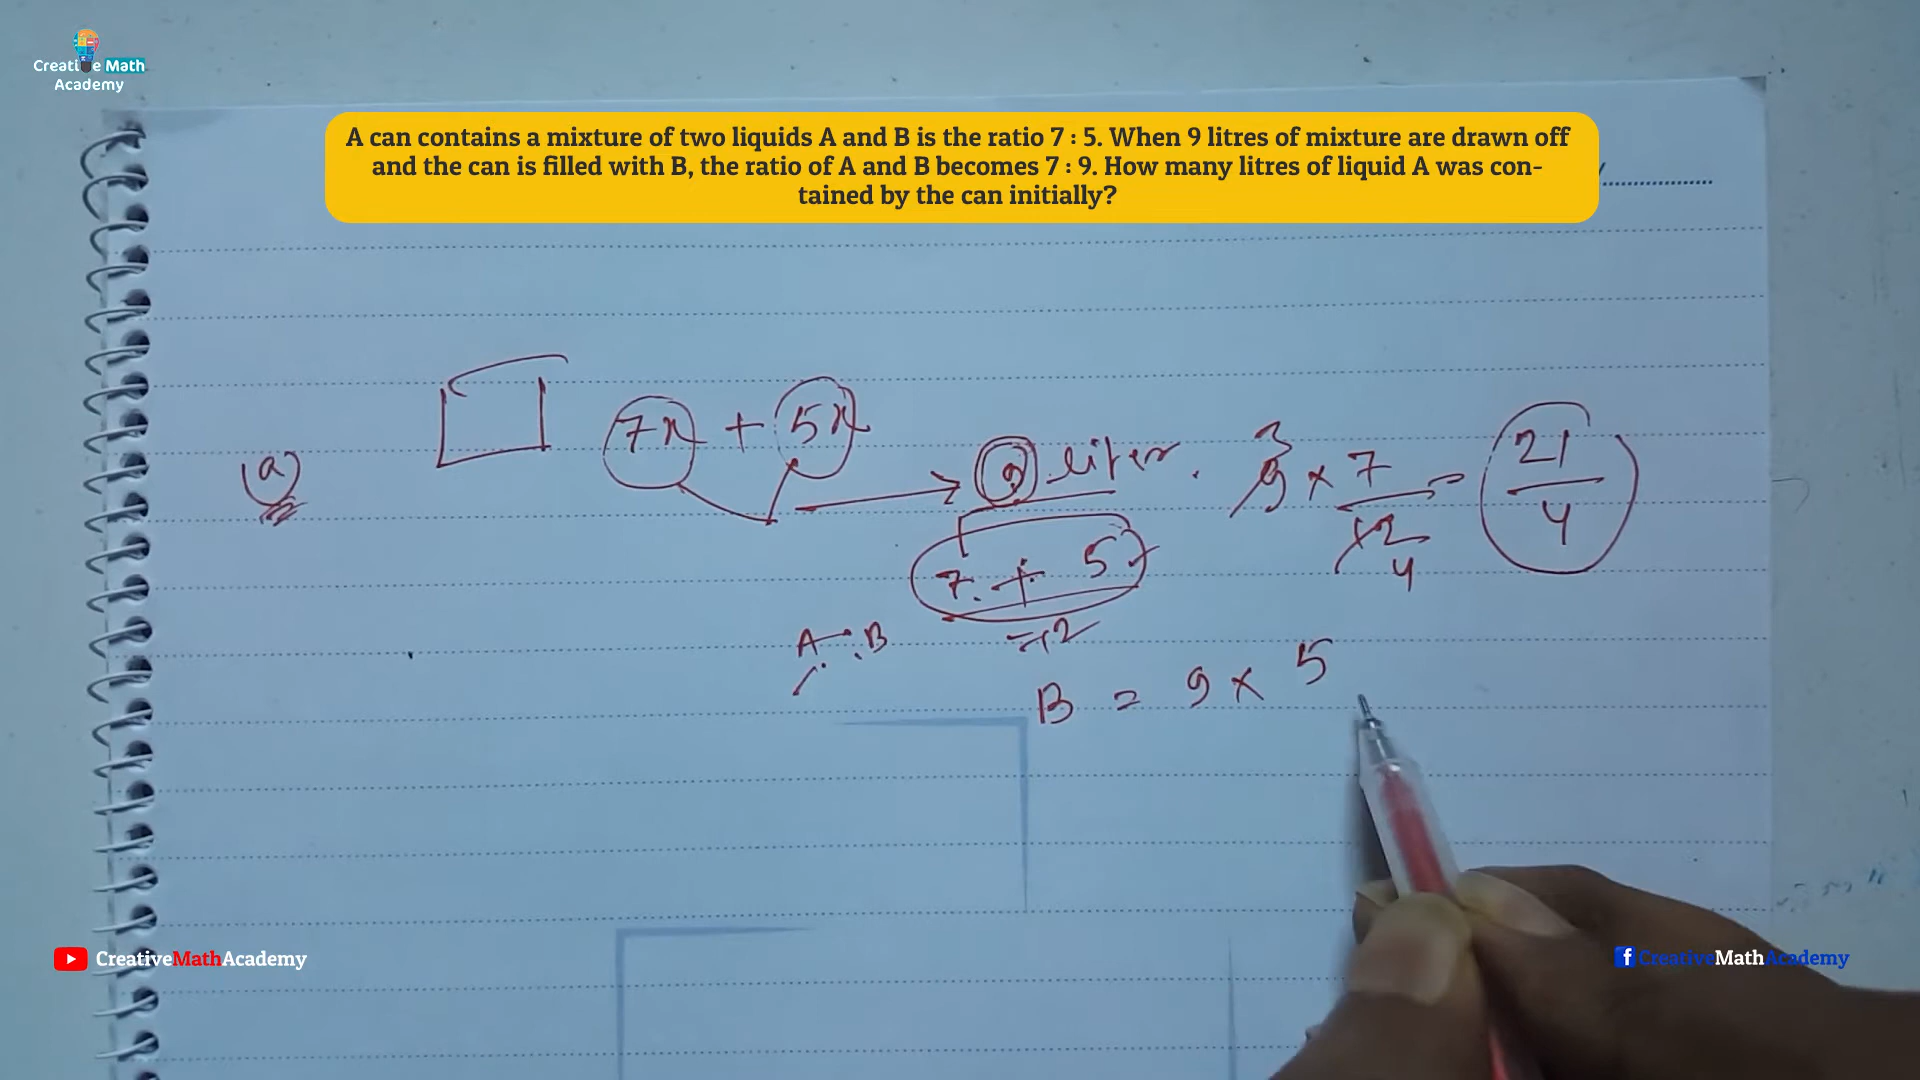 Creative Math
Academy
A can contains a mixture of two liquids A and B is the ratio 7 : 5. When 9 litres of mixture are drawn off
and the can is filled with B, the ratio of A and B becomes 7 : 9. How many litres of liquid A was con-
tained by the can initially?
(a)
7x + 5x
9 liter. 9 3 × 7 / 12 4 = 21 / 4
7 + 5
= 12
A B
B = 9 × 5
CreativeMathAcademy
CreativeMathAcademy